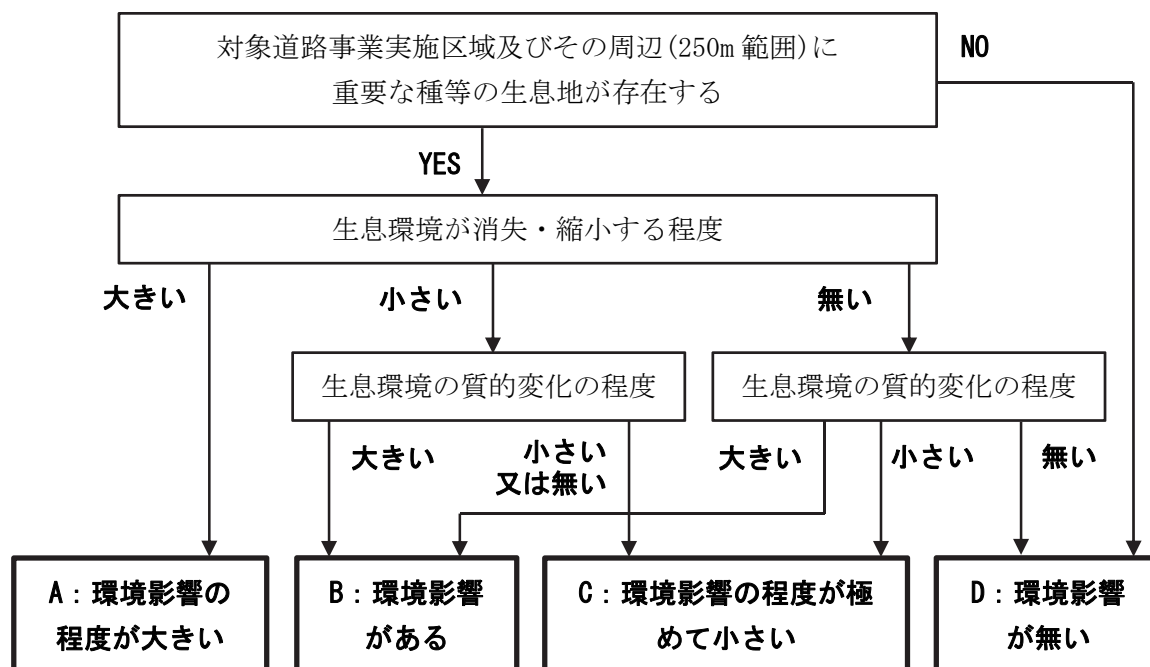 対象道路事業実施区域及びその周辺(250m 範囲)に
重要な種等の生息地が存在する
NO
YES
生息環境が消失・縮小する程度
大きい
小さい
無い
生息環境の質的変化の程度
生息環境の質的変化の程度
大きい
小さい
又は無い
大きい
小さい
無い
A：環境影響の
程度が大きい
B：環境影響
がある
C：環境影響の程度が極
めて小さい
D：環境影響
が無い